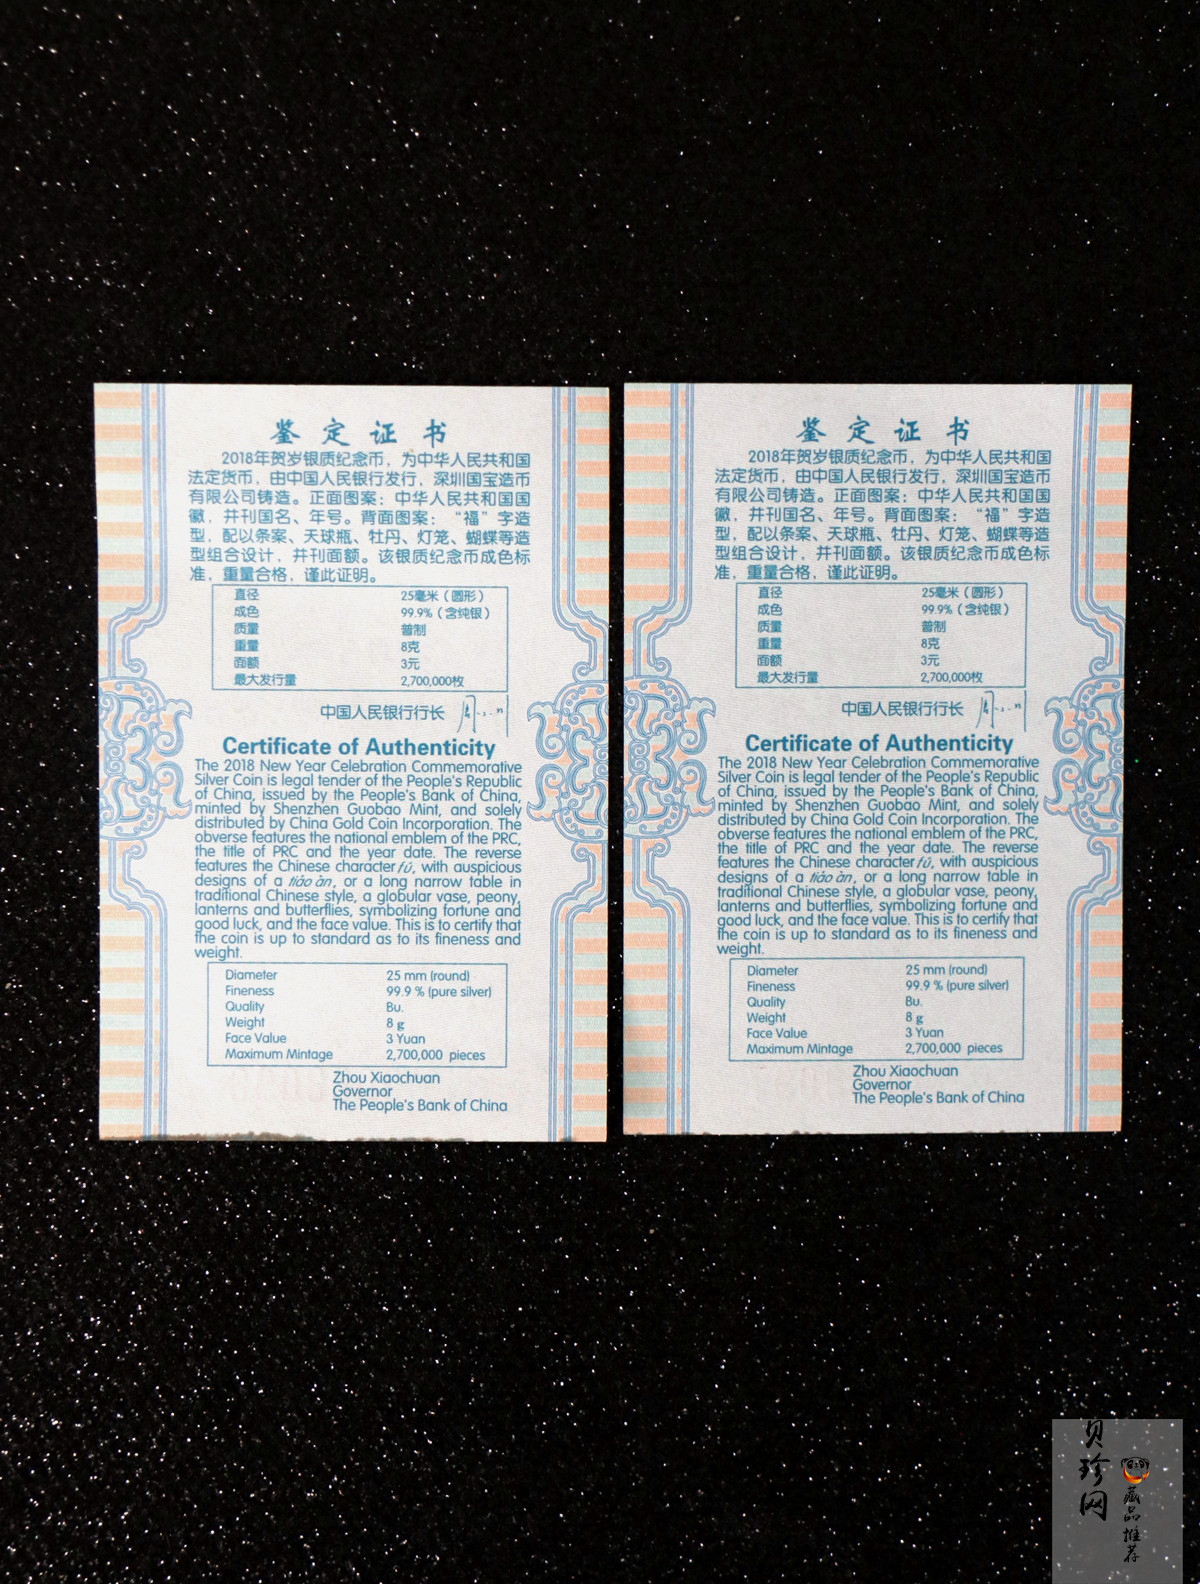 鉴定证书
2018年贺岁银质纪念币，为中华人民共和国
法定货币，由中国人民银行发行，深圳国宝造币
有限公司铸造。正面图案：中华人民共和国国
徽，并刊国名、年号。背面图案：“福”字造
型，配以条案、天球瓶、牡丹、灯笼、蝴蝶等造
型组合设计，并刊面额。该银质纪念币成色标
准，重量合格，谨此证明。
直径 25毫米（圆形）
成色 99.9%（含纯银）
质量 普制
重量 8克
面额 3元
最大发行量 2,700,000枚
中国人民银行行长
Certificate of Authenticity
The 2018 New Year Celebration Commemorative
Silver Coin is legal tender of the People's Republic
of China, issued by the People's Bank of China,
minted by Shenzhen Guobao Mint, and solely
distributed by China Gold Coin Incorporation. The
obverse features the national emblem of the PRC,
the title of PRC and the year date. The reverse
features the Chinese character fú, with auspicious
designs of a tiáo àn, or a long narrow table in
traditional Chinese style, a globular vase, peony,
lanterns and butterflies, symbolizing fortune and
good luck, and the face value. This is to certify that
the coin is up to standard as to its fineness and
weight.
Diameter 25 mm (round)
Fineness 99.9 % (pure silver)
Quality Bu.
Weight 8 g
Face Value 3 Yuan
Maximum Mintage 2,700,000 pieces
Zhou Xiaochuan
Governor
The People's Bank of China
鉴定证书
2018年贺岁银质纪念币，为中华人民共和国
法定货币，由中国人民银行发行，深圳国宝造币
有限公司铸造。正面图案：中华人民共和国国
徽，并刊国名、年号。背面图案：“福”字造
型，配以条案、天球瓶、牡丹、灯笼、蝴蝶等造
型组合设计，并刊面额。该银质纪念币成色标
准，重量合格，谨此证明。
直径 25毫米（圆形）
成色 99.9%（含纯银）
质量 普制
重量 8克
面额 3元
最大发行量 2,700,000枚
中国人民银行行长
Certificate of Authenticity
The 2018 New Year Celebration Commemorative
Silver Coin is legal tender of the People's Republic
of China, issued by the People's Bank of China,
minted by Shenzhen Guobao Mint, and solely
distributed by China Gold Coin Incorporation. The
obverse features the national emblem of the PRC,
the title of PRC and the year date. The reverse
features the Chinese character fú, with auspicious
designs of a tiáo àn, or a long narrow table in
traditional Chinese style, a globular vase, peony,
lanterns and butterflies, symbolizing fortune and
good luck, and the face value. This is to certify that
the coin is up to standard as to its fineness and
weight.
Diameter 25 mm (round)
Fineness 99.9 % (pure silver)
Quality Bu.
Weight 8 g
Face Value 3 Yuan
Maximum Mintage 2,700,000 pieces
Zhou Xiaochuan
Governor
The People's Bank of China
贝珍网
藏品推荐